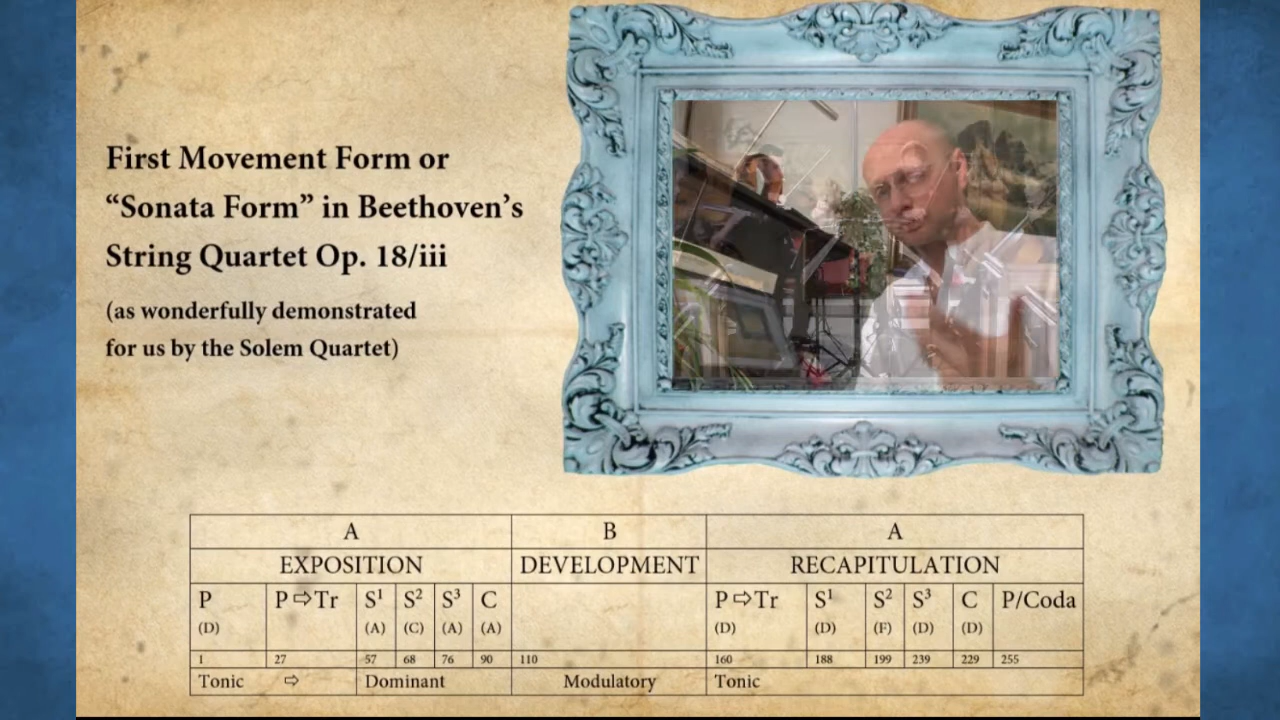 First Movement Form or
“Sonata Form” in Beethoven’s
String Quartet Op. 18/iii
(as wonderfully demonstrated
for us by the Solem Quartet)
A B A
EXPOSITION DEVELOPMENT RECAPITULATION
P P⇨Tr S¹ S² S³ C P⇨Tr S¹ S² S³ C P/Coda
(D) (A) (C) (A) (A) (D) (D) (F) (D) (D)
1 27 57 68 76 90 110 160 188 199 239 229 255
Tonic ⇨ Dominant Modulatory Tonic